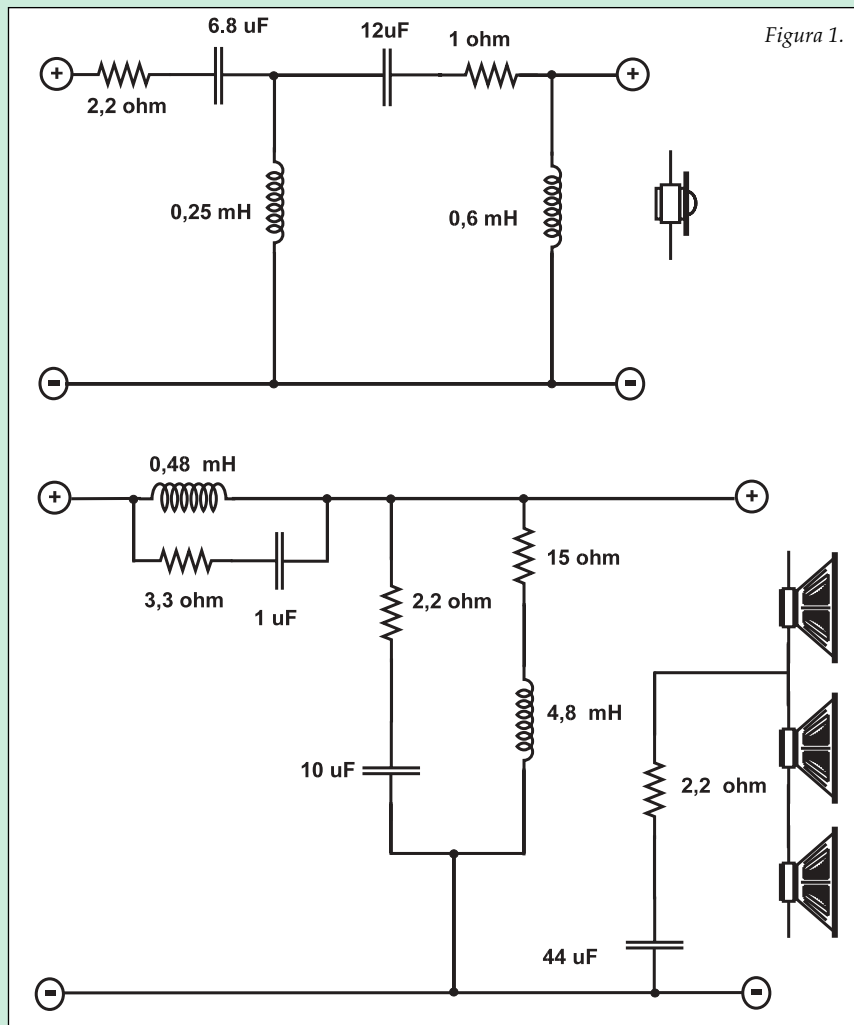 Figura 1.
6.8 uF
12uF
1 ohm
+
+
2,2 ohm
0,25 mH
0,6 mH
-
-
0,48 mH
+
+
3,3 ohm
1 uF
15 ohm
2,2 ohm
4,8 mH
10 uF
2,2 ohm
44 uF
-
-